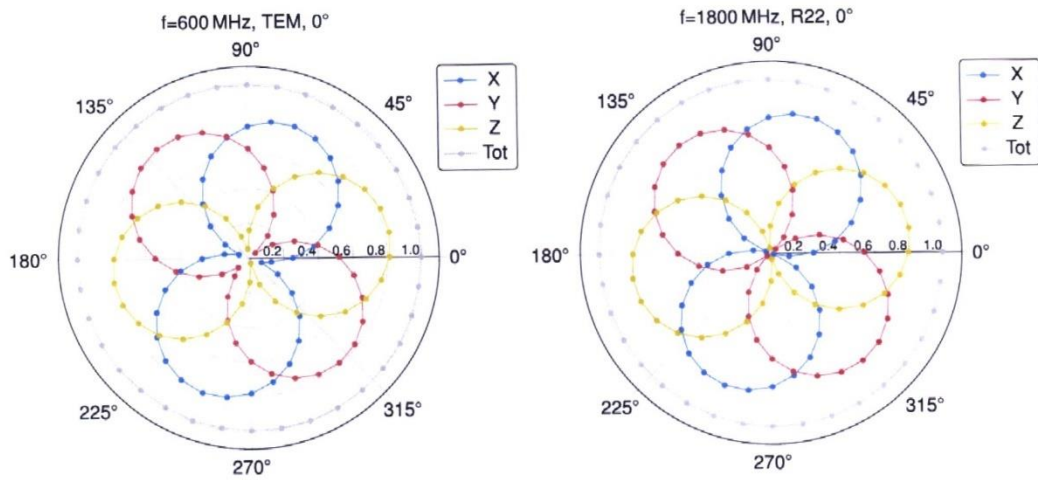 f=600 MHz, TEM, 0°
90°
135°
45°
X
Y
Z
Tot
180°
0.2 0.4 0.6 0.8 1.0
0°
225°
315°
270°
f=1800 MHz, R22, 0°
90°
135°
45°
X
Y
Z
Tot
180°
0.2 0.4 0.6 0.8 1.0
0°
225°
315°
270°